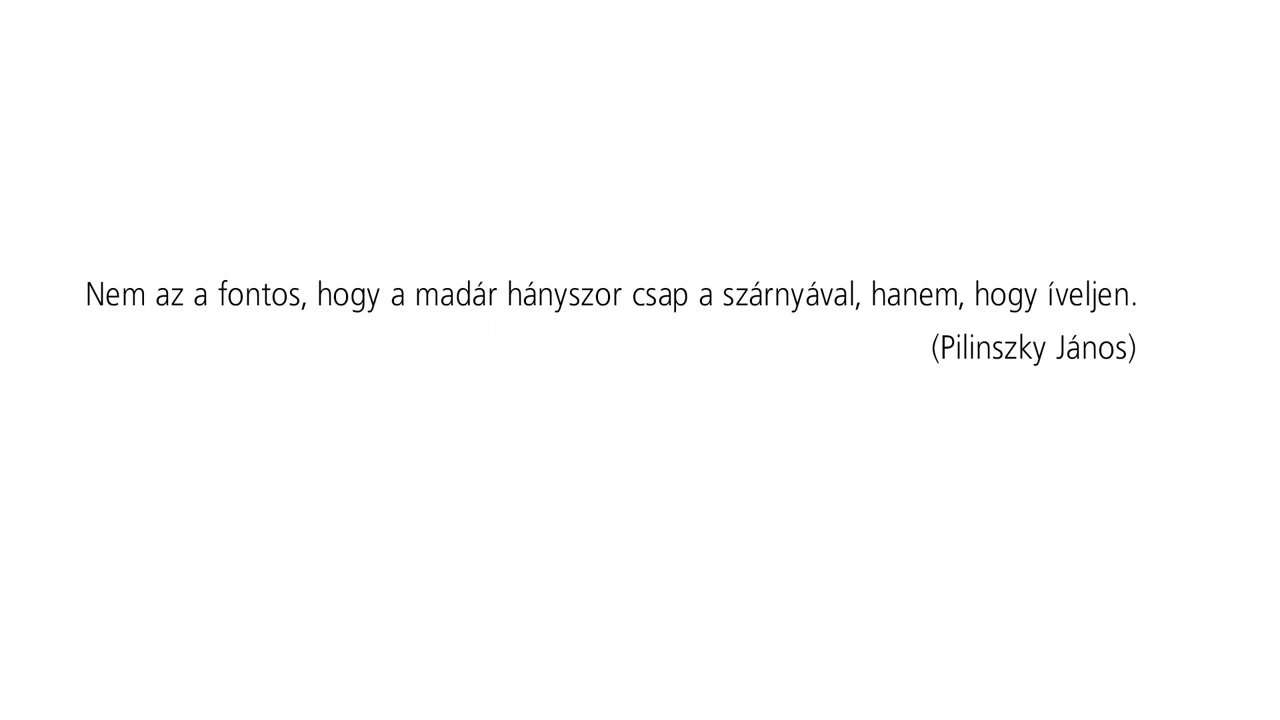 Nem az a fontos, hogy a madár hányszor csap a szárnyával, hanem, hogy íveljen.
(Pilinszky János)